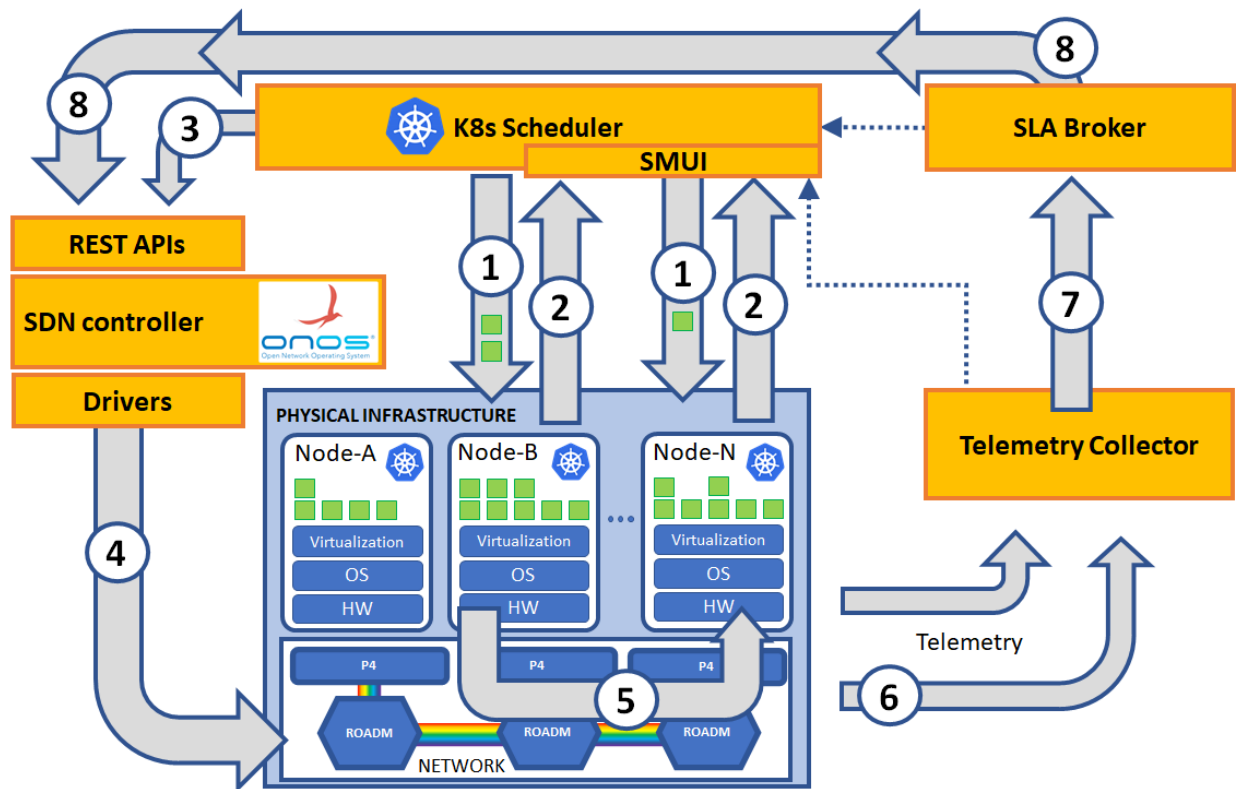 8
8
3
K8s Scheduler
SLA Broker
SMUI
REST APIs
1
2
1
2
7
SDN controller
onos®
Open Network Operating System
Drivers
PHYSICAL INFRASTRUCTURE
Telemetry Collector
Node-A
Node-B
Node-N
...
Virtualization
Virtualization
Virtualization
4
OS
OS
OS
HW
HW
HW
Telemetry
P4
P4
P4
5
6
ROADM
ROADM
ROADM
NETWORK